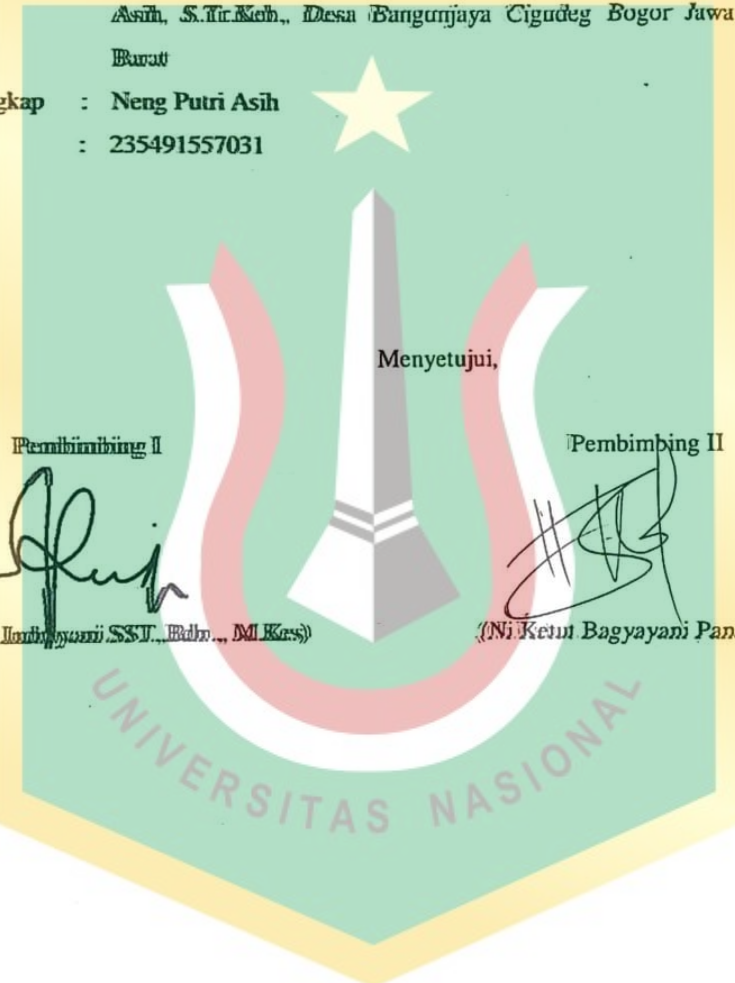 Asih, S.Tr.Keb., Desa Bangunjaya Cigudeg Bogor Jawa
Barat
gkap : Neng Putri Asih
: 235491557031
Menyetujui,
Pembimbing I Pembimbing II
SST., Bdn., M.Kes) (Ni Ketut Bagyayani Pan
UNIVERSITAS NASIONAL